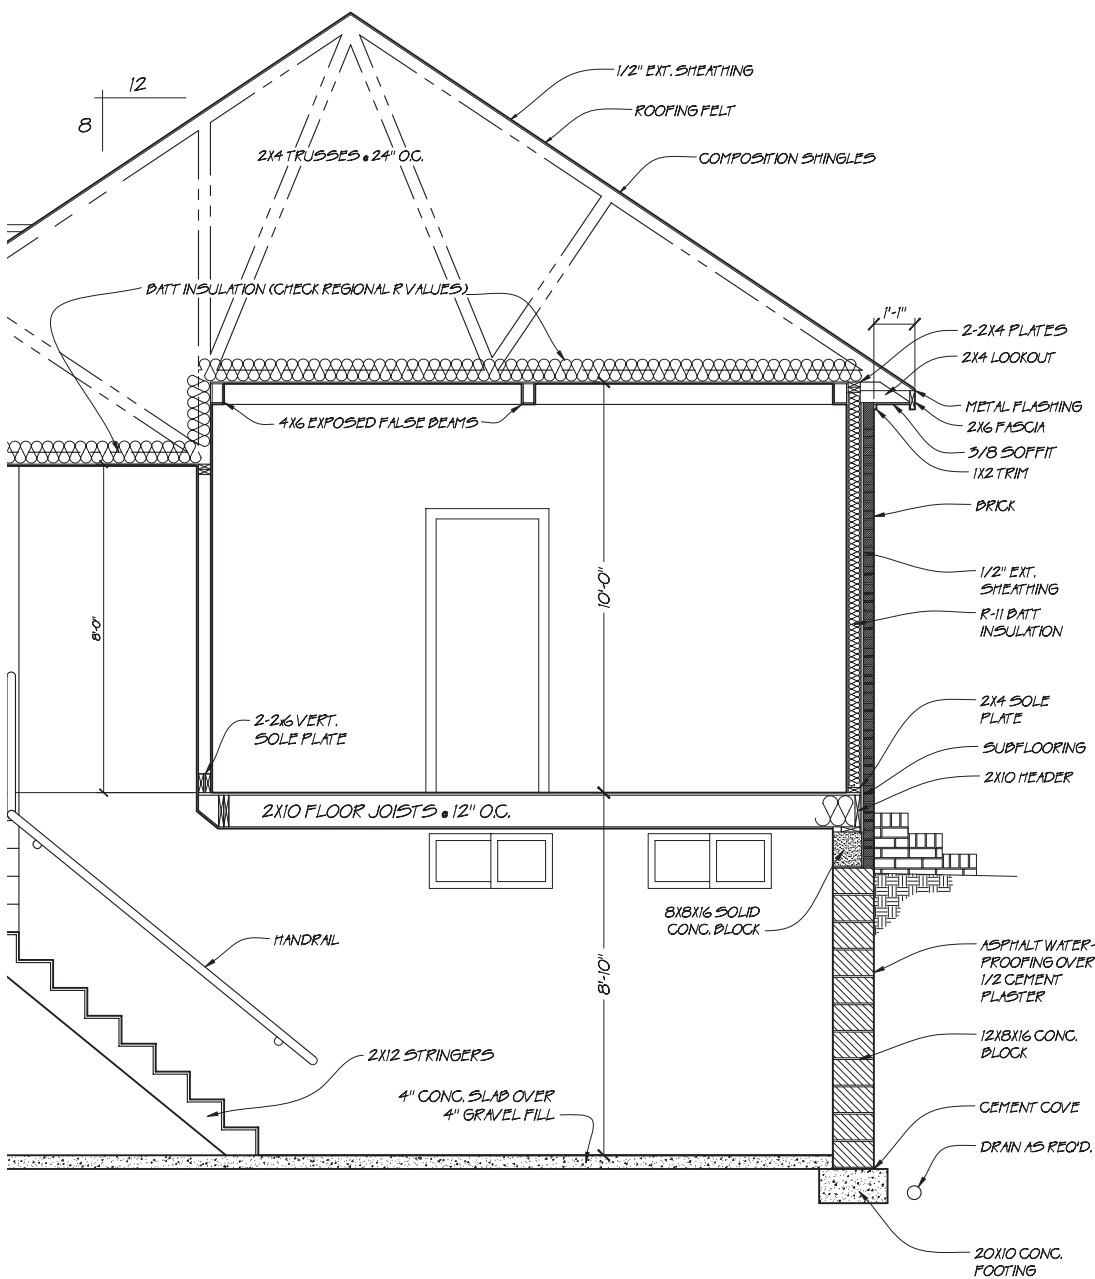 12
8
1/2" EXT. SHEATHING
ROOFING FELT
COMPOSITION SHINGLES
2X4 TRUSSES @ 24" O.C.
BATT INSULATION (CHECK REGIONAL R VALUES)
1'-1"
2-2X4 PLATES
2X4 LOOKOUT
METAL FLASHING
2X6 FASCIA
3/8 SOFFIT
1X2 TRIM
4X6 EXPOSED FALSE BEAMS
BRICK
1/2" EXT.
SHEATHING
R-11 BATT
INSULATION
10'-0"
8'-0"
2-2x6 VERT.
SOLE PLATE
2X4 SOLE
PLATE
SUBFLOORING
2X10 HEADER
2X10 FLOOR JOISTS @ 12" O.C.
8X8X16 SOLID
CONC. BLOCK
HANDRAIL
8'-10"
ASPHALT WATER-
PROOFING OVER
1/2 CEMENT
PLASTER
12X8X16 CONC.
BLOCK
2X12 STRINGERS
4" CONC. SLAB OVER
4" GRAVEL FILL
CEMENT COVE
DRAIN AS REQ'D.
20X10 CONC.
FOOTING